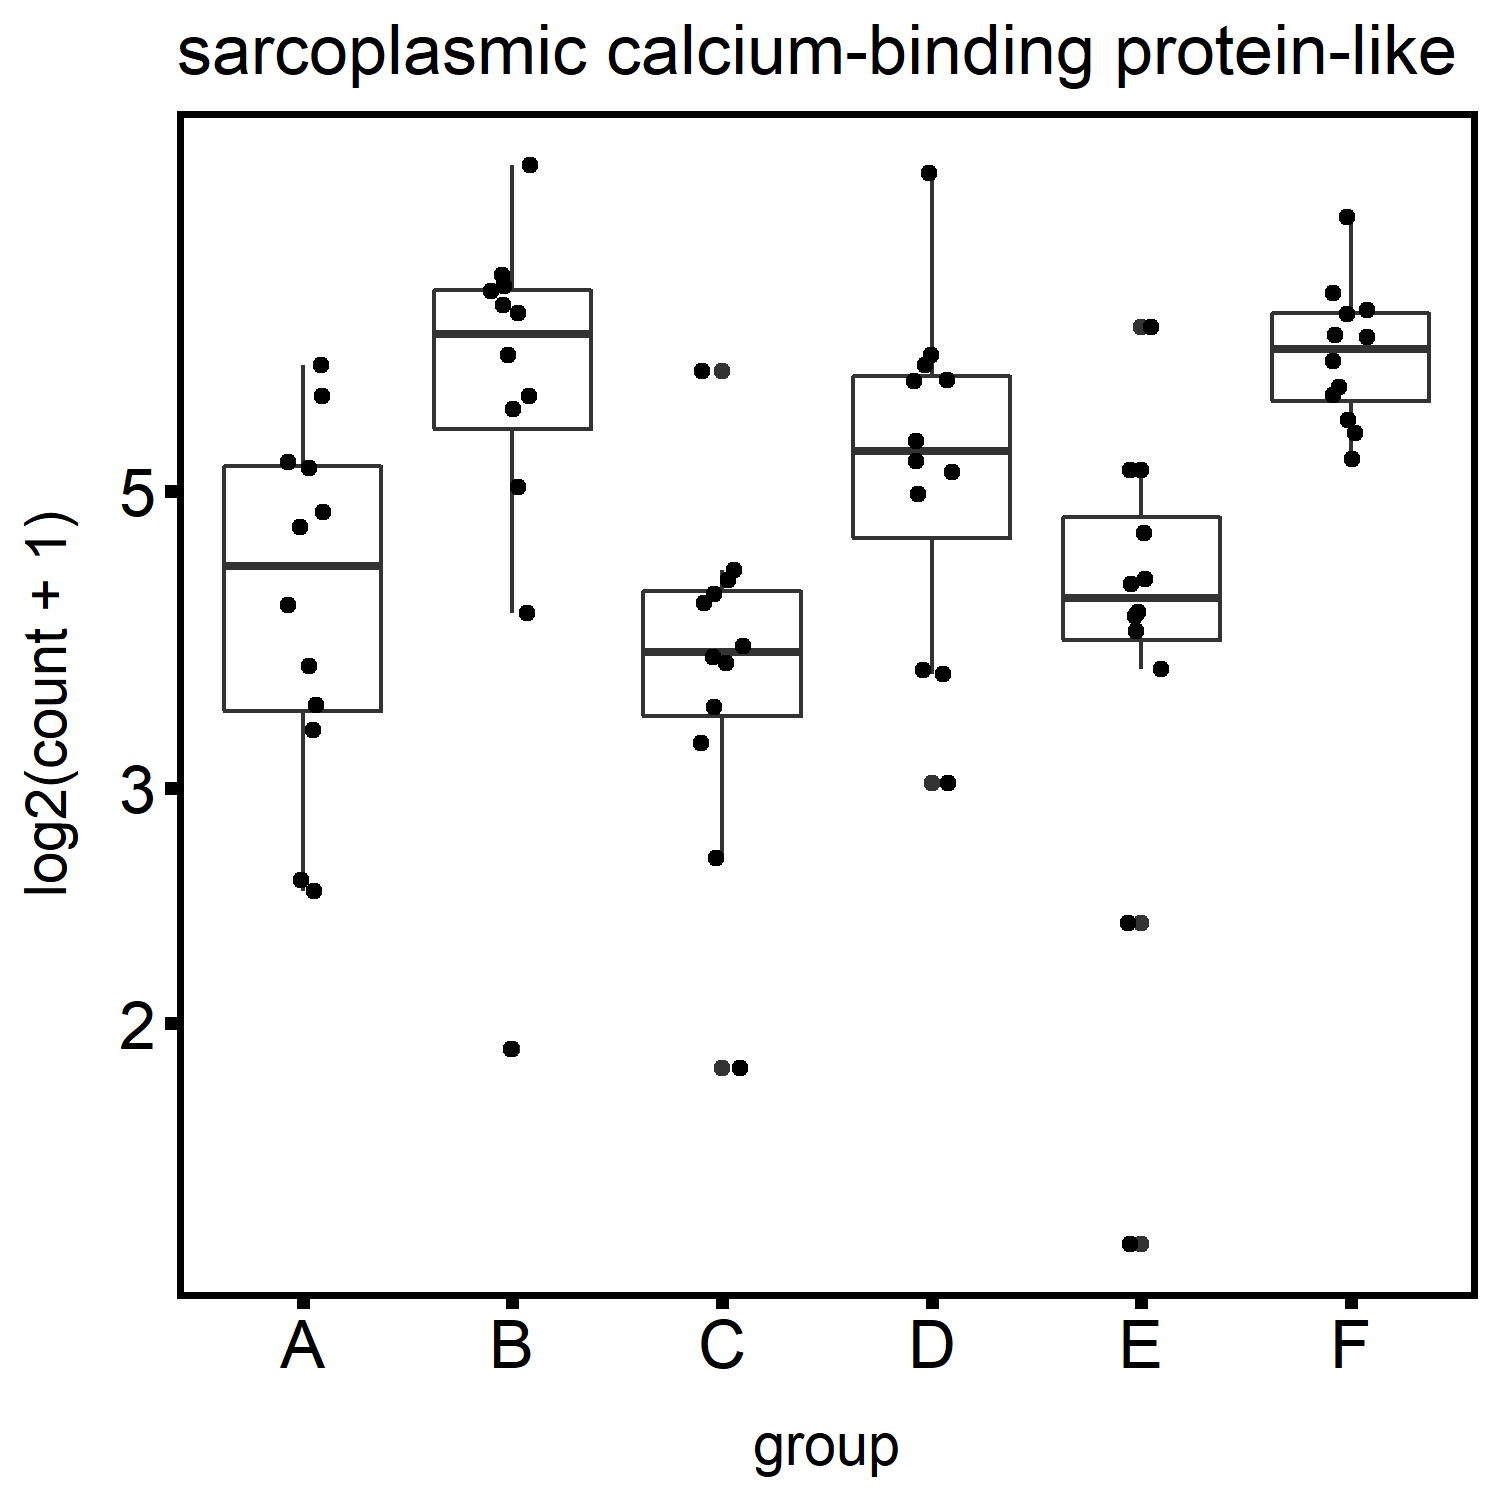 sarcoplasmic calcium-binding protein-like
log2(count + 1)
5
3
2
A B C D E F
group